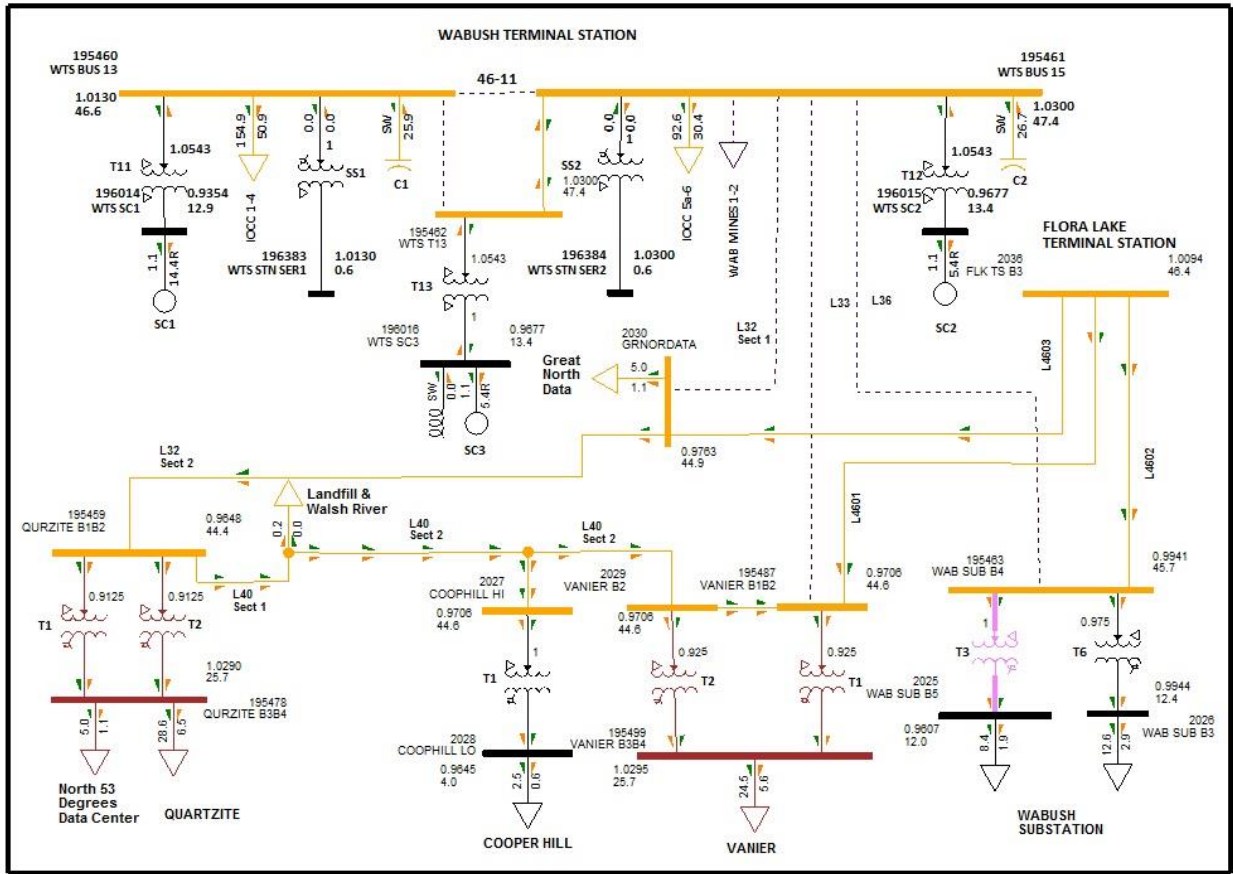 WABUSH TERMINAL STATION
195460
WTS BUS 13
46-11
195461
WTS BUS 15
1.0130
46.6
1.0300
47.4
154.9
50.9
0.0
0.0
SW
25.9
0.0
0.0
92.6
30.4
SW
26.7
1.0543
1
1
1.0543
T11
SS1
C1
SS2
1.0300
47.4
T12
C2
196014
WTS SC1
0.9354
12.9
IOCC 1-4
IOCC 5a-6
WAB MINES 1-2
196015
WTS SC2
0.9677
13.4
FLORA LAKE
TERMINAL STATION
195462
WTS T13
1.0543
196383
WTS STN SER1
1.0130
0.6
196384
WTS STN SER2
1.0300
0.6
1.1
14.4R
SC1
T13
1
1.1
5.4R
SC2
2036
FLK TS B3
1.0094
46.4
L33
L36
L32
Sect 1
196016
WTS SC3
0.9677
13.4
2030
GRNORDATA
Great
North
Data
5.0
1.1
SW
0.0
1.1
5.4R
SC3
L4603
L4602
L4601
0.9763
44.9
L32
Sect 2
Landfill &
Walsh River
0.2
0.0
195459
QURZITE B1B2
0.9648
44.4
L40
Sect 2
L40
Sect 2
L40
Sect 1
2027
COOPHILL HI
2029
VANIER B2
195487
VANIER B1B2
0.9706
44.6
195463
WAB SUB B4
0.9941
45.7
0.9125
0.9125
T1
T2
0.9706
44.6
0.9706
44.6
1
T1
0.925
T2
0.925
T1
1
T3
0.975
T6
1.0290
25.7
195478
QURZITE B3B4
2028
COOPHILL LO
195499
VANIER B3B4
2025
WAB SUB B5
0.9944
12.4
2026
WAB SUB B3
5.0
1.1
28.6
6.5
0.9645
4.0
2.5
0.6
1.0295
25.7
24.5
5.6
0.9607
12.0
8.4
1.9
12.6
2.9
North 53
Degrees
Data Center
QUARTZITE
COOPER HILL
VANIER
WABUSH
SUBSTATION